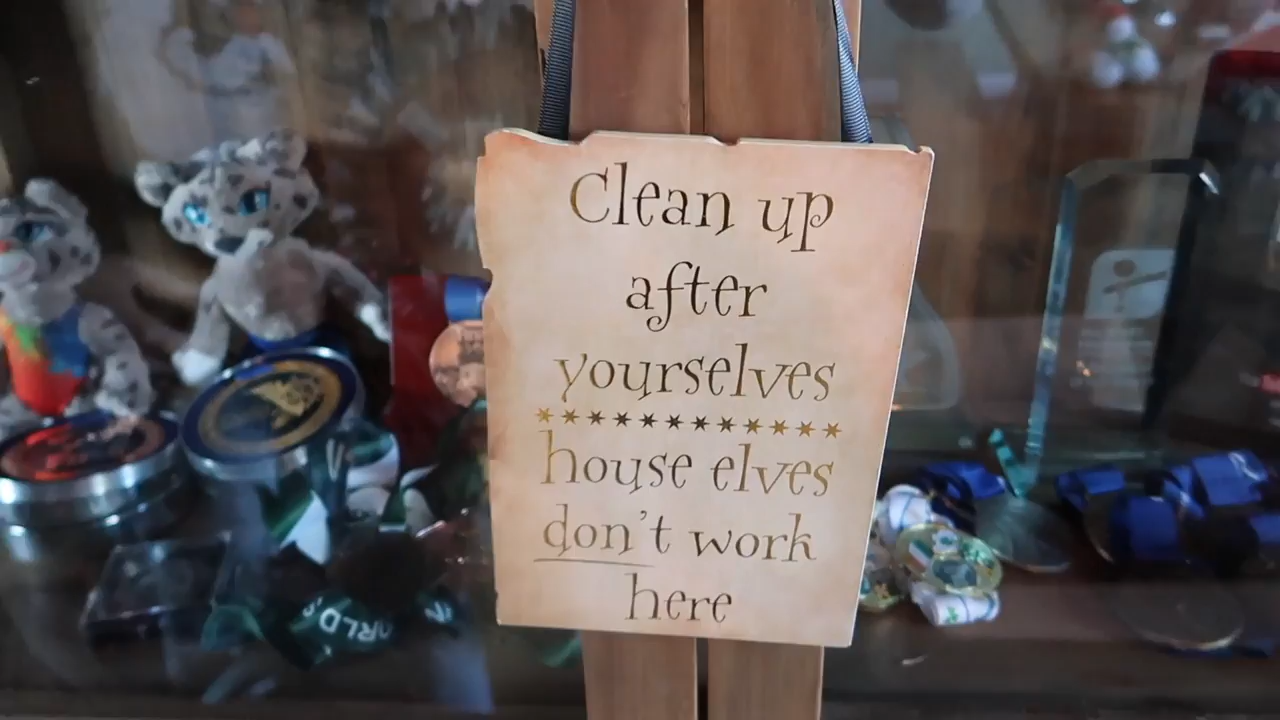 Clean up
after
yourselves
***********
house elves
don't work
here